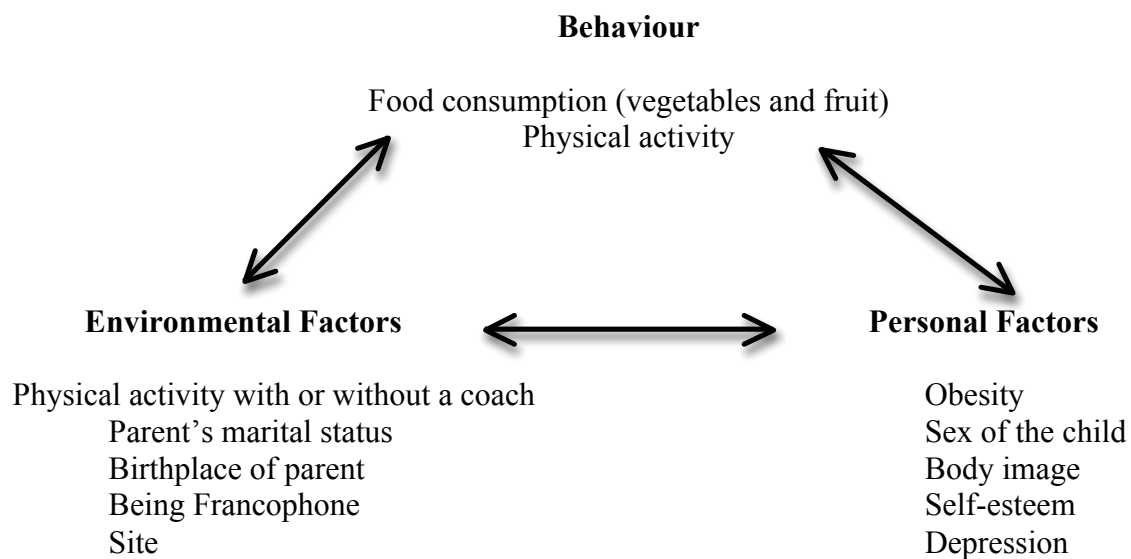 Behaviour
Food consumption (vegetables and fruit)
Physical activity
Environmental Factors
Personal Factors
Physical activity with or without a coach
Parent’s marital status
Birthplace of parent
Being Francophone
Site
Obesity
Sex of the child
Body image
Self-esteem
Depression